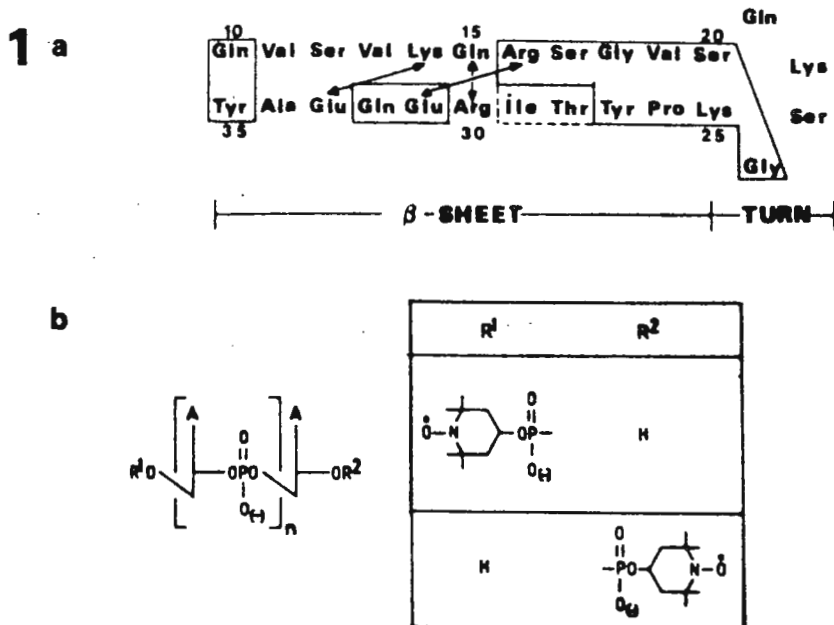 1 a
10 15 20 Gln
Gln Val Ser Val Lys Gln Arg Ser Gly Val Ser Lys
Tyr Ala Glu Gln Glu Arg Ile Thr Tyr Pro Lys Ser
35 30 25
Gly
β-SHEET TURN
b
R¹ R²
O
O N OP H
O(-)
A A
O
R¹O OPO OR²
O(-)
n
O
H PO N O
O(-)